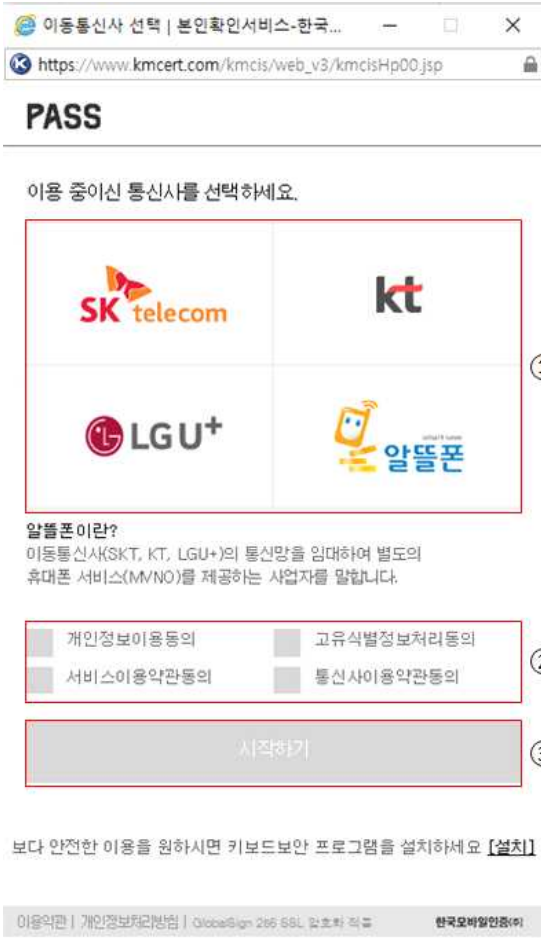 이동통신사 선택 | 본인확인서비스-한국...
https://www.kmcert.com/kmcis/web_v3/kmcisHp00.jsp
PASS
이용 중이신 통신사를 선택하세요.
SK telecom
kt
LG U+
알뜰폰
알뜰폰이란?
이동통신사(SKT, KT, LGU+)의 통신망을 임대하여 별도의
휴대폰 서비스(MVNO)를 제공하는 사업자를 말합니다.
개인정보이용동의 고유식별정보처리동의
서비스이용약관동의 통신사이용약관동의
②
시작하기
③
보다 안전한 이용을 원하시면 키보드보안 프로그램을 설치하세요 [설치]
이용약관 | 개인정보처리방침 | GlobalSign 256 SSL 암호화 적용 한국모바일인증(주)